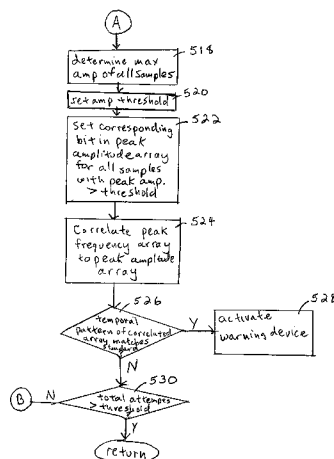 A
518
determine max
amp of all samples
520
set amp threshold
522
set corresponding
bit in peak
amplitude array
for all samples
with peak amp.
> threshold
524
Correlate peak
frequency array
to peak amplitude
array
526
temporal
pattern of correlated
array matches
standard
Y
528
activate
warning device
N
530
B
N
total attempts
> threshold
Y
return